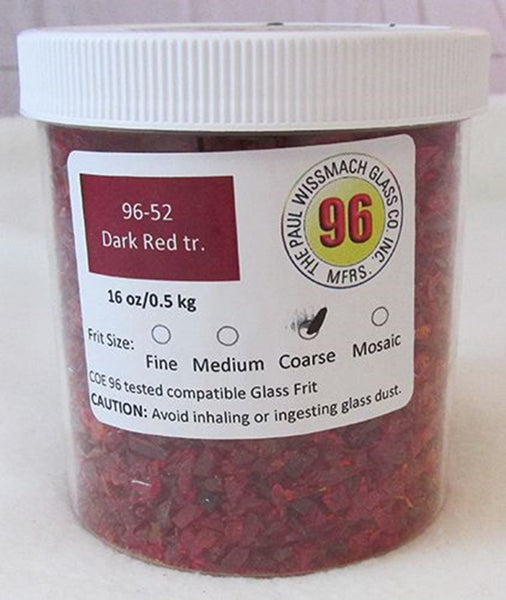 96-52
Dark Red tr.
THE PAUL WISSMACH GLASS CO. INC.
96
MFRS.
16 oz/0.5 kg
Frit Size:
Fine Medium Coarse Mosaic
COE 96 tested compatible Glass Frit
CAUTION: Avoid inhaling or ingesting glass dust.